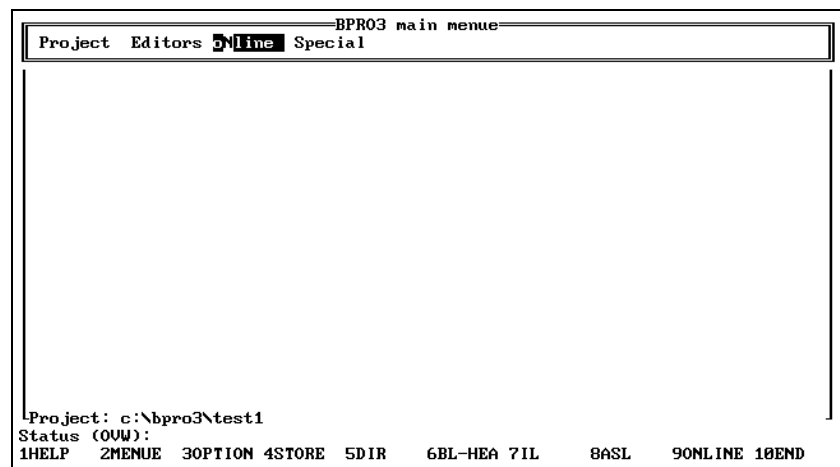 BPRO3 main menue
Project Editors oNline Special
Project: c:\bpro3\test1
Status (OVW):
1HELP 2MENUE 3OPTION 4STORE 5DIR 6BL-HEA 7IL 8ASL 9ONLINE 10END